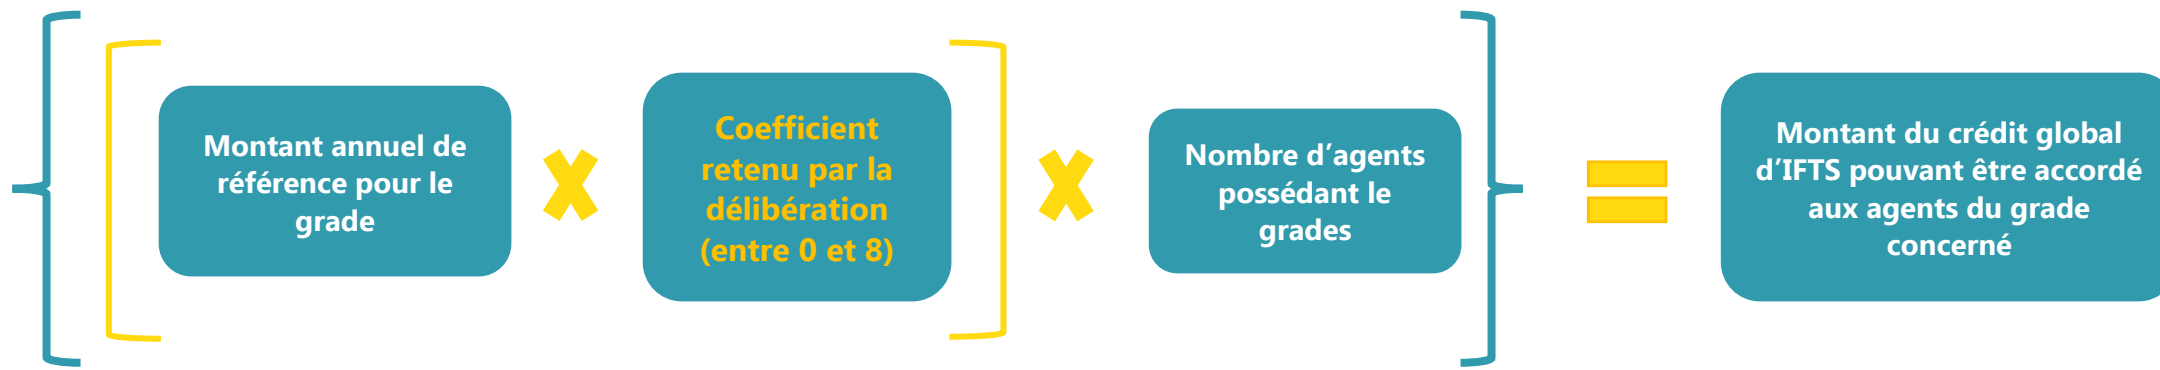 Montant annuel de
référence pour le
grade
Coefficient
retenu par la
délibération
(entre 0 et 8)
Nombre d’agents
possédant le
grades
Montant du crédit global
d’IFTS pouvant être accordé
aux agents du grade
concerné